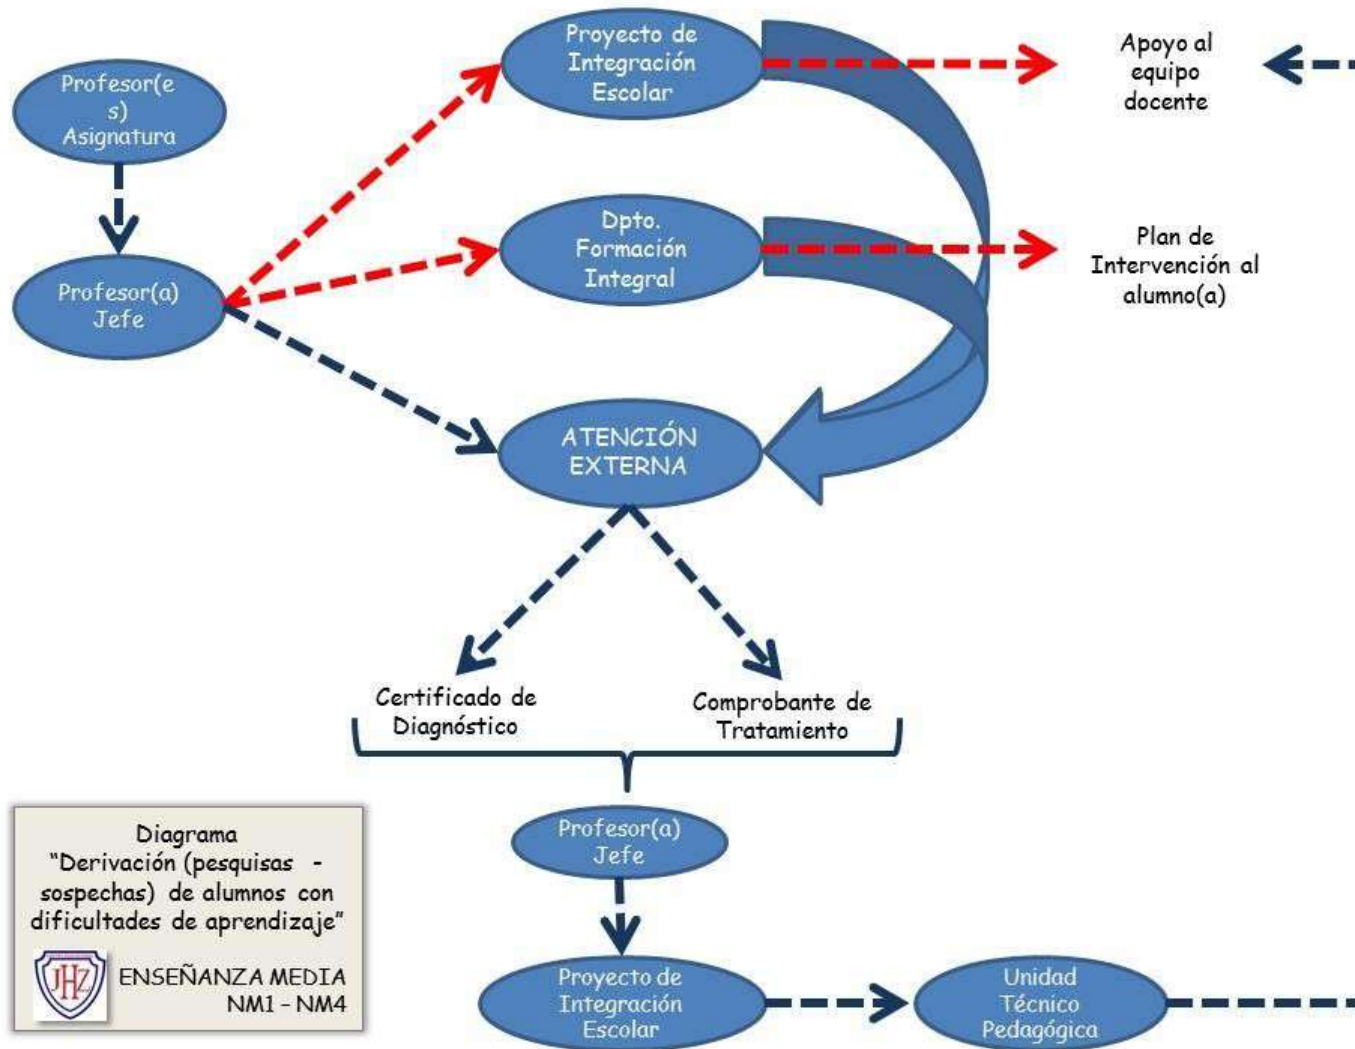 Profesor(e
s)
Asignatura
Profesor(a)
Jefe
Proyecto de
Integración
Escolar
Apoyo al
equipo
docente
Dpto.
Formación
Integral
Plan de
Intervención al
alumno(a)
ATENCIÓN
EXTERNA
Certificado de
Diagnóstico
Comprobante de
Tratamiento
Profesor(a)
Jefe
Proyecto de
Integración
Escolar
Unidad
Técnico
Pedagógica
Diagrama
"Derivación (pesquisas -
sospechas) de alumnos con
dificultades de aprendizaje"
JHZ
ENSEÑANZA MEDIA
NM1 - NM4